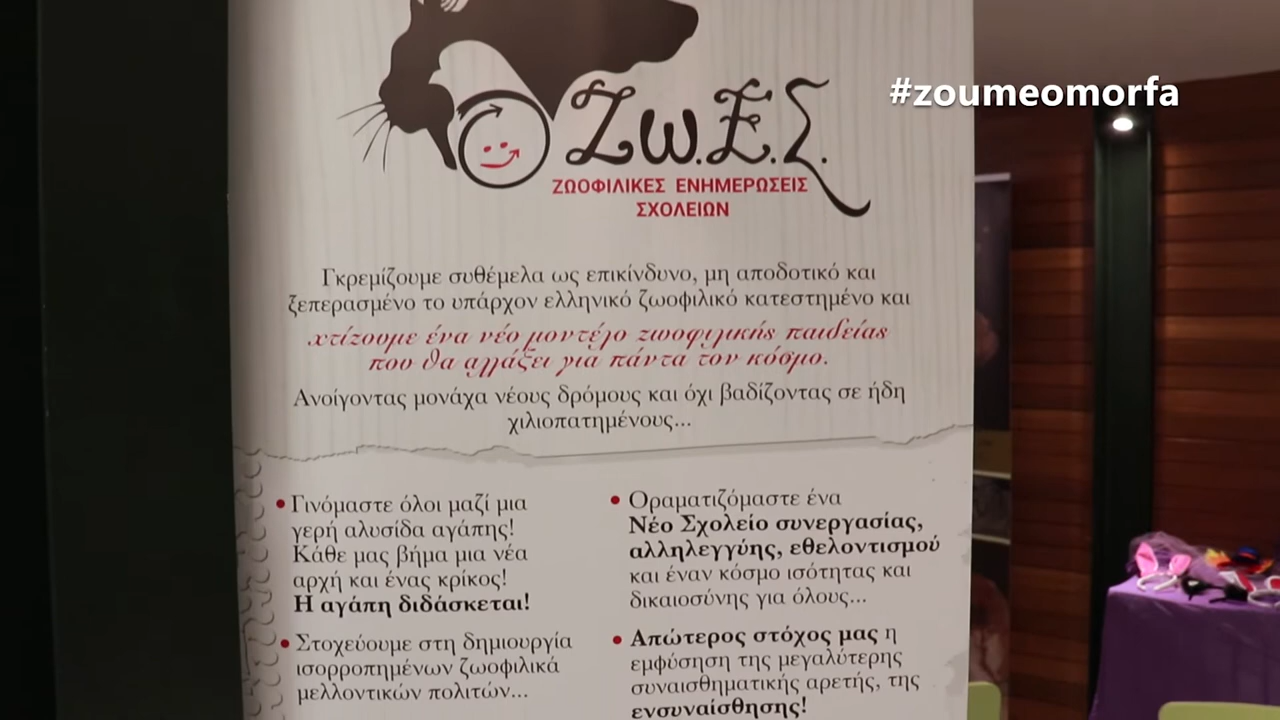 #zoumeomorfa
Ζω.Ε.Σ.
ΖΩΟΦΙΛΙΚΕΣ ΕΝΗΜΕΡΩΣΕΙΣ
ΣΧΟΛΕΙΩΝ
Γκρεμίζουμε συθέμελα ως επικίνδυνο, μη αποδοτικό και
ξεπερασμένο το υπάρχον ελληνικό ζωοφιλικό κατεστημένο και
χτίζουμε ένα νέο μοντέλο ζωοφιλικής παιδείας
που θα αλλάξει για πάντα τον κόσμο.
Ανοίγοντας μονάχα νέους δρόμους και όχι βαδίζοντας σε ήδη
χιλιοπατημένους...
• Γινόμαστε όλοι μαζί μια
γερή αλυσίδα αγάπης!
Κάθε μας βήμα μια νέα
αρχή και ένας κρίκος!
Η αγάπη διδάσκεται!
• Στοχεύουμε στη δημιουργία
ισορροπημένων ζωοφιλικά
μελλοντικών πολιτών...
• Οραματιζόμαστε ένα
Νέο Σχολείο συνεργασίας,
αλληλεγγύης, εθελοντισμού
και έναν κόσμο ισότητας και
δικαιοσύνης για όλους...
• Απώτερος στόχος μας η
εμφύσηση της μεγαλύτερης
συναισθηματικής αρετής, της
ενσυναίσθησης!